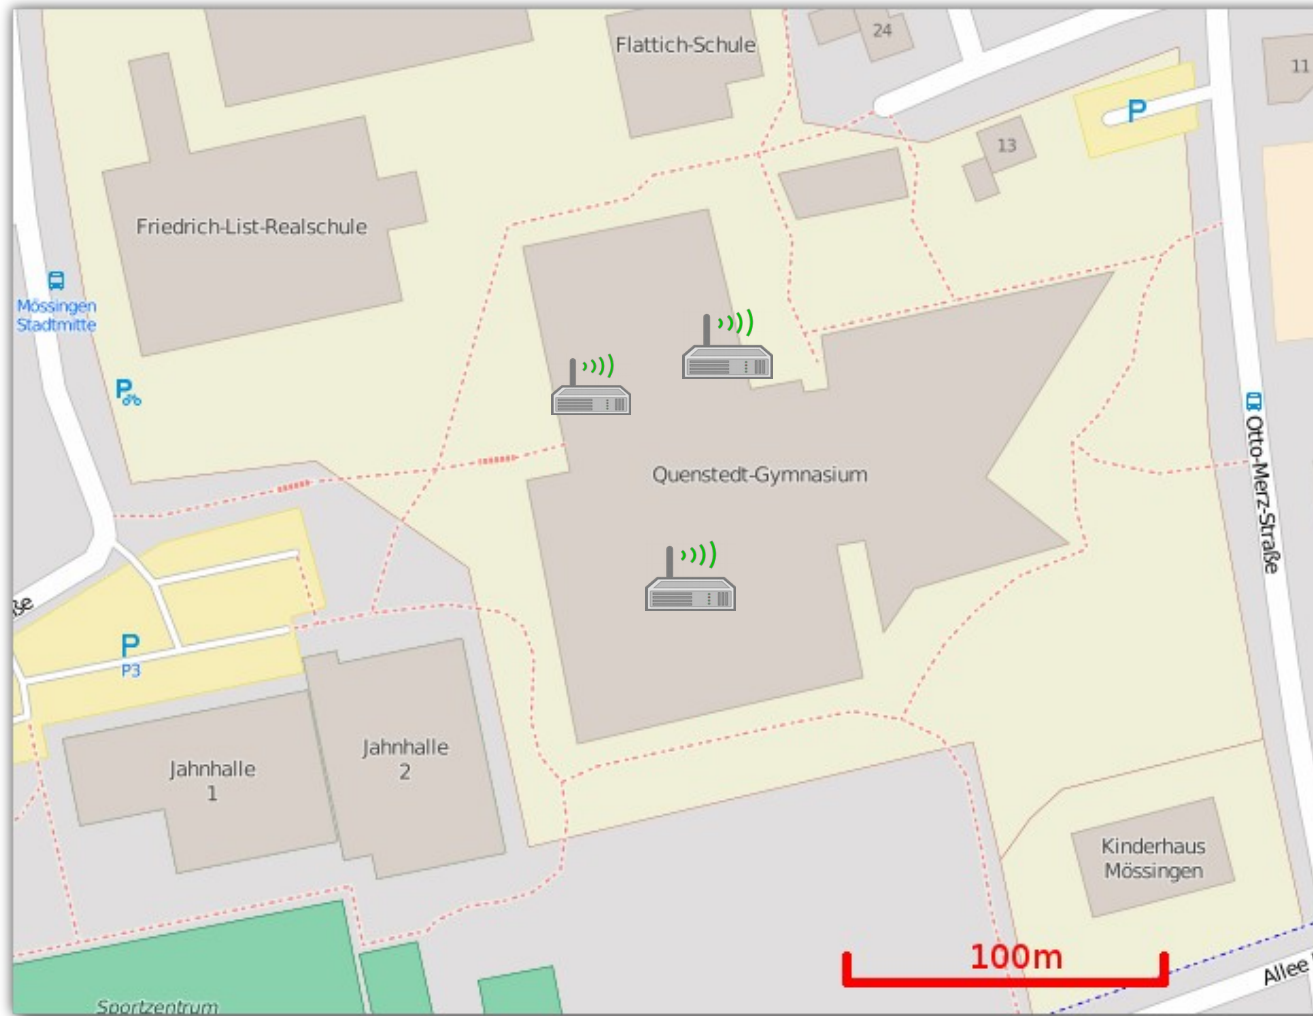 Flattich-Schule
24
11
P
13
Friedrich-List-Realschule
Mössingen
Stadtmitte
P
Quenstedt-Gymnasium
Otto-Merz-Straße
ße
P
P3
Jahnhalle
1
Jahnhalle
2
Kinderhaus
Mössingen
100m
Allee
Sportzentrum